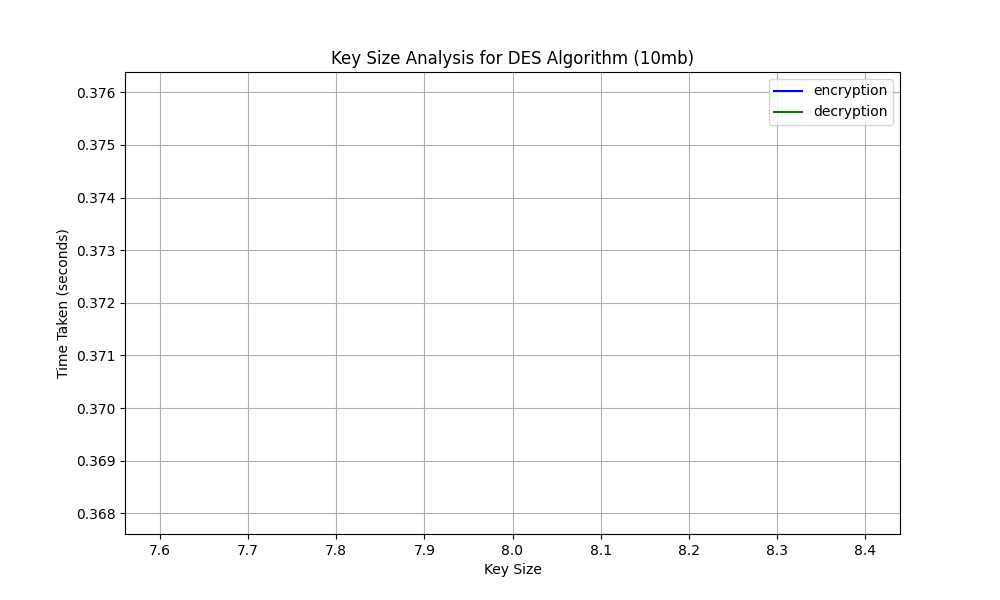 Key Size Analysis for DES Algorithm (10mb)
encryption
decryption
0.376
0.375
0.374
0.373
0.372
0.371
0.370
0.369
0.368
Time Taken (seconds)
7.6 7.7 7.8 7.9 8.0 8.1 8.2 8.3 8.4
Key Size